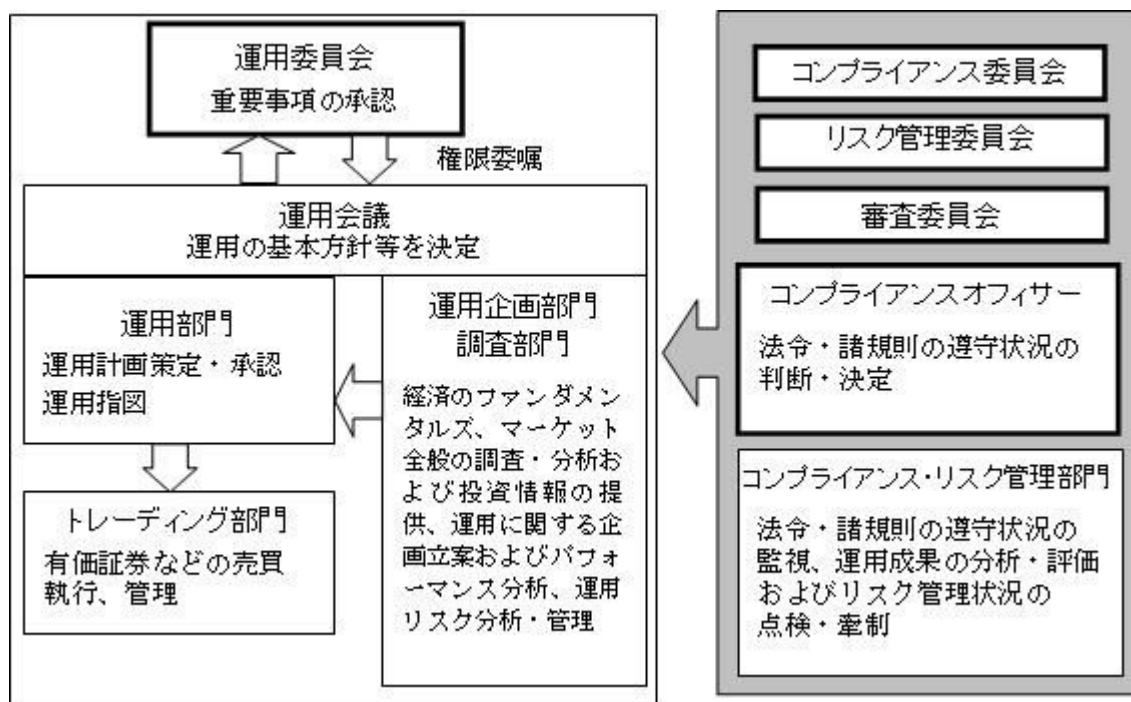 運用委員会
重要事項の承認
権限委嘱
運用会議
運用の基本方針等を決定
運用部門
運用計画策定・承認
運用指図
トレーディング部門
有価証券などの売買
執行、管理
運用企画部門
調査部門
経済のファンダメン
タルズ、マーケット
全般の調査・分析お
よび投資情報の提
供、運用に関する企
画立案およびパフォ
ーマンス分析、運用
リスク分析・管理
コンプライアンス委員会
リスク管理委員会
審査委員会
コンプライアンスオフィサー
法令・諸規則の遵守状況の
判断・決定
コンプライアンス・リスク管理部門
法令・諸規則の遵守状況の
監視、運用成果の分析・評価
およびリスク管理状況の
点検・牽制